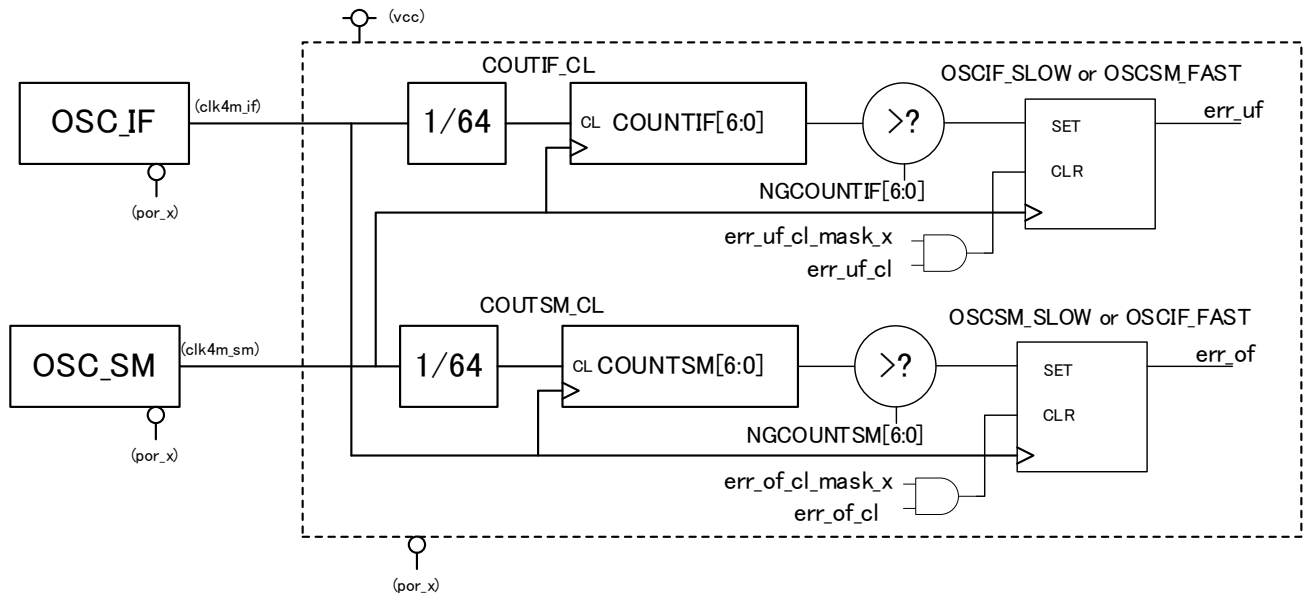 (vcc)
COUTIF_CL
OSCIF_SLOW or OSCSM_FAST
OSC_IF
(clk4m_if)
1/64
CL COUNTIF[6:0]
>?
SET
CLR
err_uf
(por_x)
NGCOUNTIF[6:0]
err_uf_cl_mask_x
err_uf_cl
COUTSM_CL
OSCSM_SLOW or OSCIF_FAST
OSC_SM
(clk4m_sm)
1/64
CL COUNTSM[6:0]
>?
SET
CLR
err_of
(por_x)
NGCOUNTSM[6:0]
err_of_cl_mask_x
err_of_cl
(por_x)